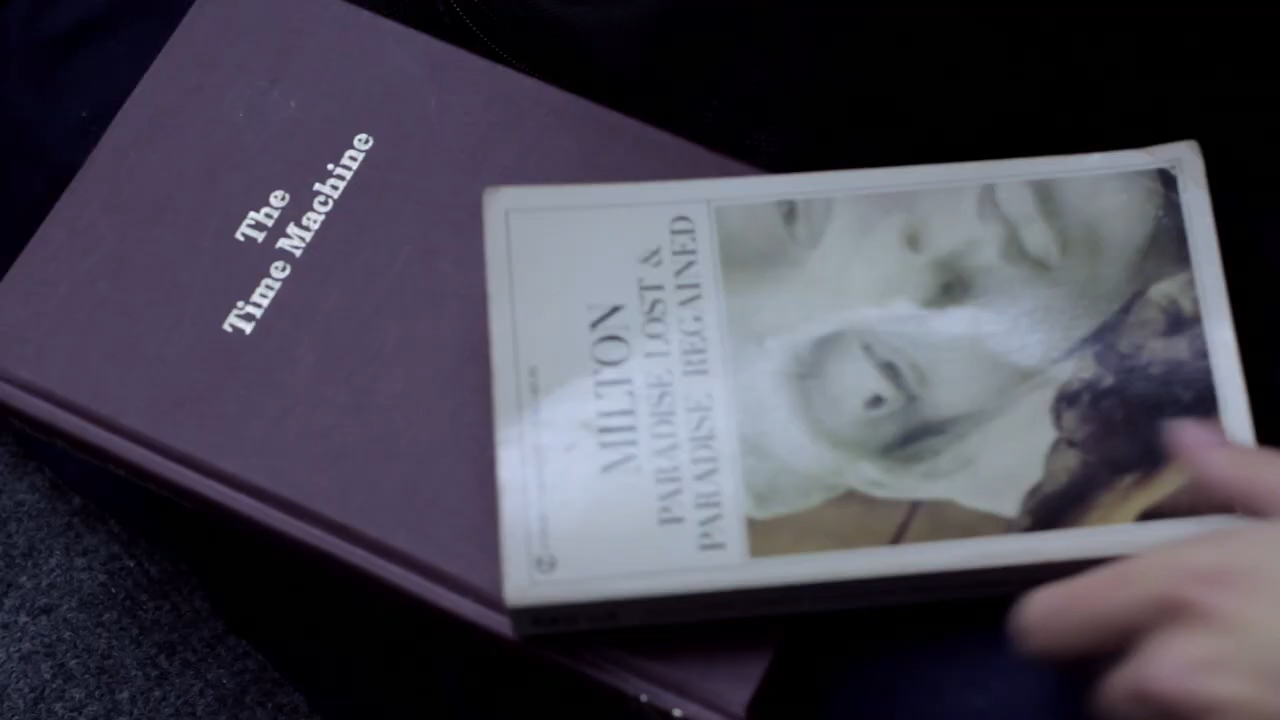 The
Time Machine
MILTON
PARADISE LOST &
PARADISE REGAINED